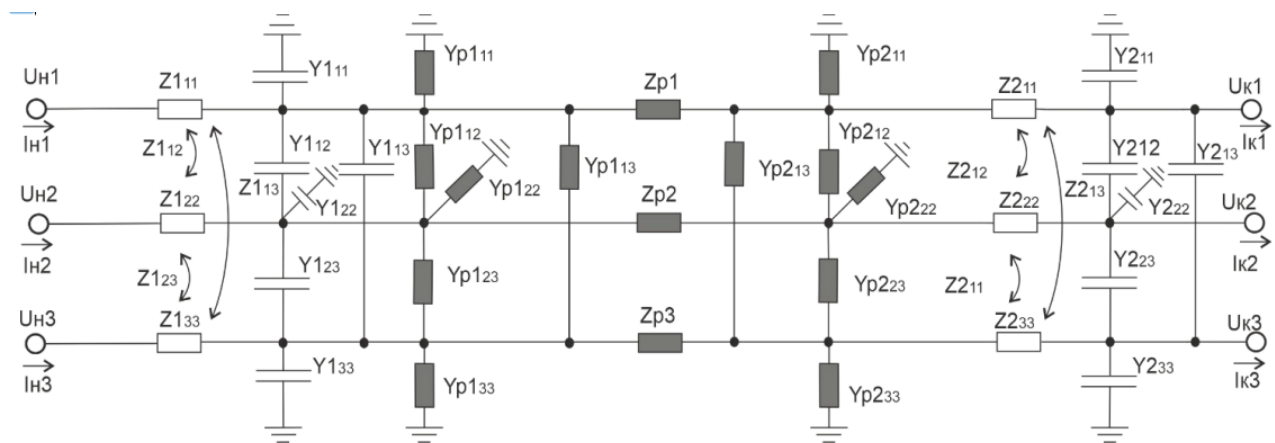 Uн1
Iн1
Z111
Z112
Y111
Y112
Z113
Y113
Yp111
Yp112
Yp113
Yp122
Zp1
Yp211
Yp212
Yp213
Yp222
Z211
Z212
Y211
Y212
Z213
Y213
Y222
Uк1
Iк1
Uн2
Iн2
Z122
Y122
Z123
Y123
Yp123
Zp2
Yp223
Z222
Z211
Y223
Uк2
Iк2
Uн3
Iн3
Z133
Y133
Yp133
Zp3
Yp233
Z233
Y233
Uк3
Iк3